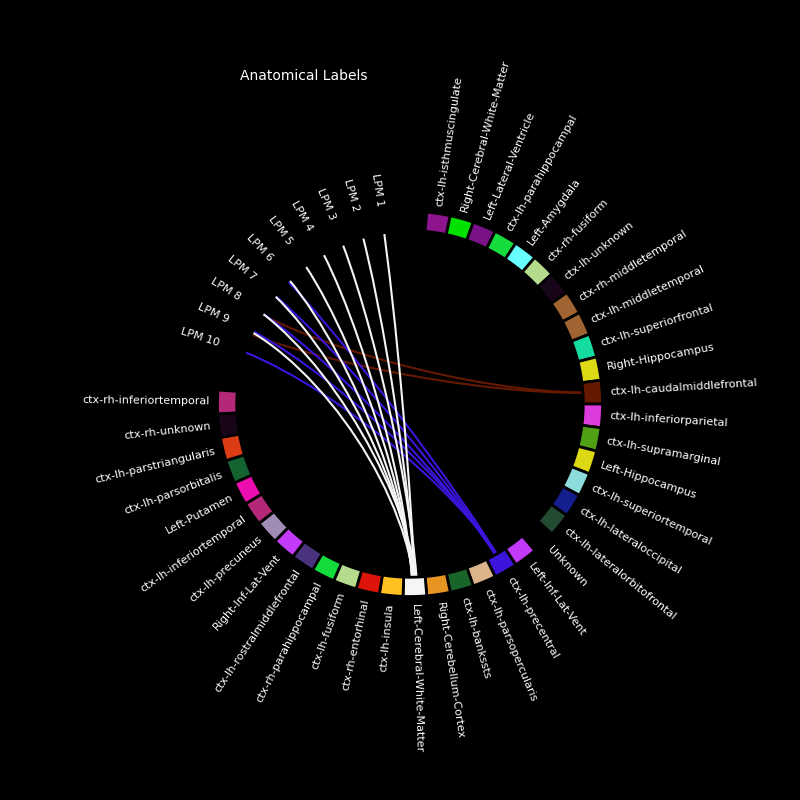 Anatomical Labels
LPM 1
LPM 2
LPM 3
LPM 4
LPM 5
LPM 6
LPM 7
LPM 8
LPM 9
LPM 10
ctx-lh-isthmuscingulate
Right-Cerebral-White-Matter
Left-Lateral-Ventricle
ctx-lh-parahippocampal
Left-Amygdala
ctx-rh-fusiform
ctx-lh-unknown
ctx-rh-middletemporal
ctx-lh-middletemporal
ctx-lh-superiorfrontal
Right-Hippocampus
ctx-lh-caudalmiddlefrontal
ctx-lh-inferiorparietal
ctx-lh-supramarginal
Left-Hippocampus
ctx-lh-superiortemporal
ctx-lh-lateraloccipital
ctx-lh-lateralorbitofrontal
Unknown
Left-Inf-Lat-Vent
ctx-lh-precentral
ctx-lh-parsopercularis
ctx-lh-bankssts
Right-Cerebellum-Cortex
Left-Cerebral-White-Matter
ctx-lh-insula
ctx-rh-entorhinal
ctx-lh-fusiform
ctx-rh-parahippocampal
ctx-lh-rostralmiddlefrontal
Right-Inf-Lat-Vent
ctx-lh-precuneus
ctx-lh-inferiortemporal
Left-Putamen
ctx-lh-parsorbitalis
ctx-lh-parstriangularis
ctx-rh-unknown
ctx-rh-inferiortemporal